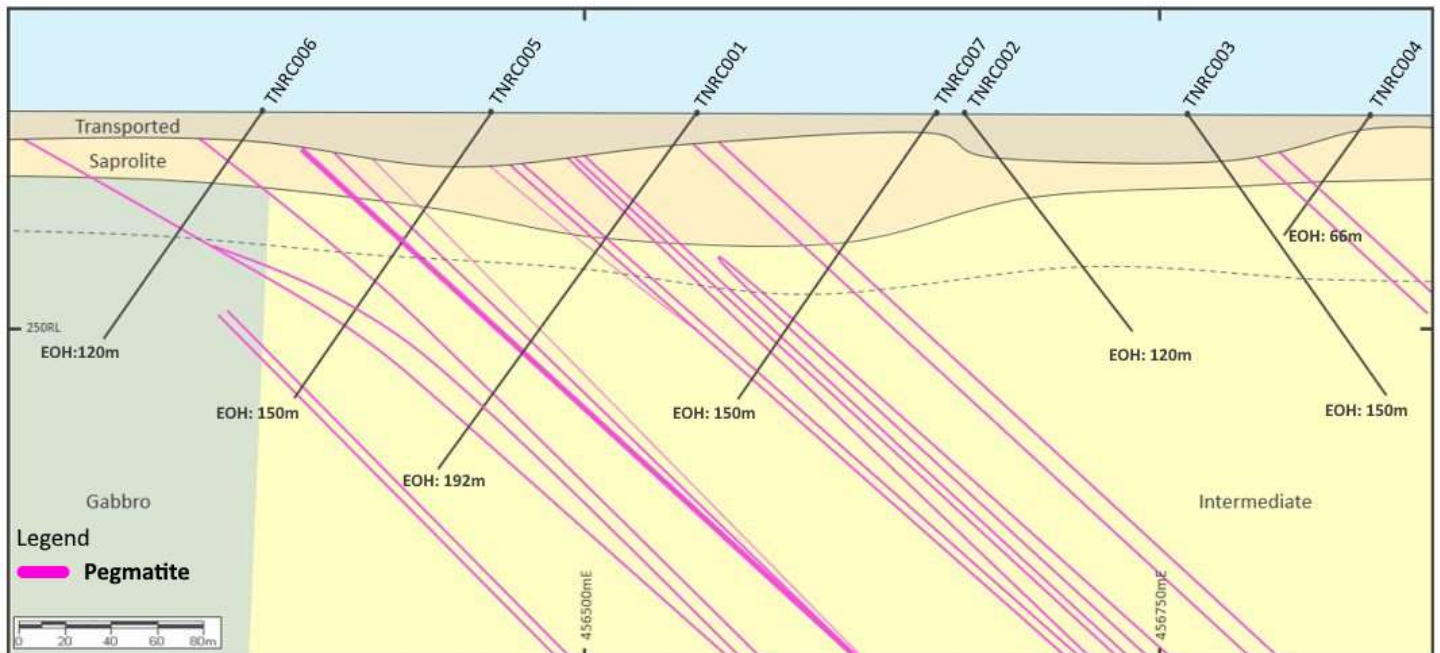 TNRC006
TNRC005
TNRC001
TNRC007
TNRC002
TNRC003
TNRC004
Transported
Saprolite
EOH: 66m
250RL
EOH:120m
EOH: 120m
EOH: 150m
EOH: 150m
EOH: 150m
EOH: 192m
Gabbro
Intermediate
Legend
Pegmatite
456500mE
456750mE
0 20 40 60 80m